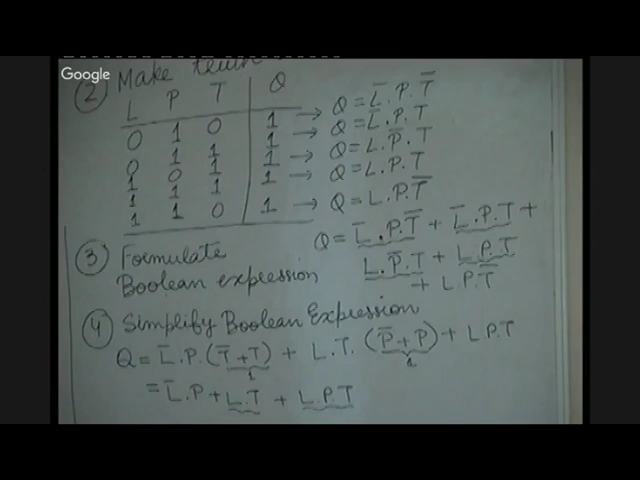 Google
② Make truth
L P T Q
0 1 0 1 → Q = L̅.P.T̅
0 1 1 1 → Q = L̅.P.T
1 0 1 1 → Q = L.P̅.T
1 1 1 1 → Q = L.P.T
1 1 0 1 → Q = L.P.T̅
③ Formulate
Boolean expression
Q = L̅.P.T̅ + L̅.P.T +
L.P̅.T + L.P.T
+ L.P.T̅
④ Simplify Boolean Expression
Q = L̅.P.(T̅+T) + L.T.(P̅+P) + L.P.T
1 1
= L̅.P + L.T + L.P.T